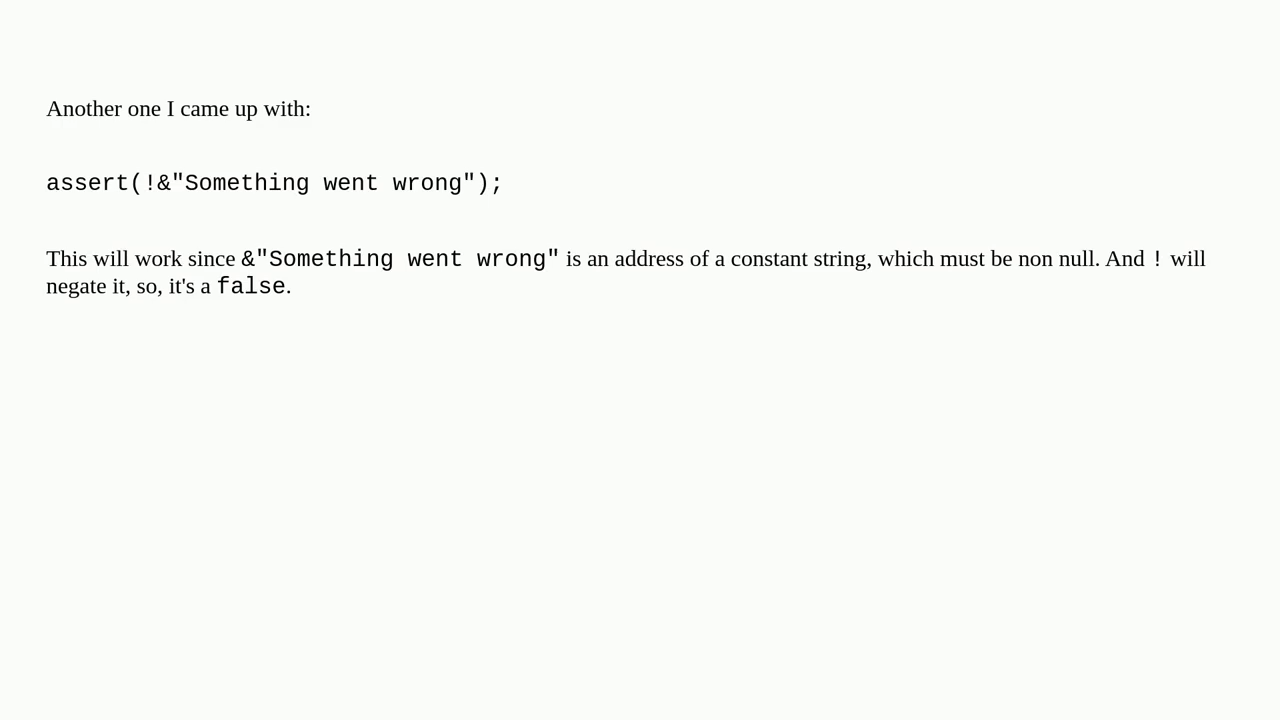 Another one I came up with:
assert(!&"Something went wrong");
This will work since &"Something went wrong" is an address of a constant string, which must be non null. And ! will
negate it, so, it's a false.